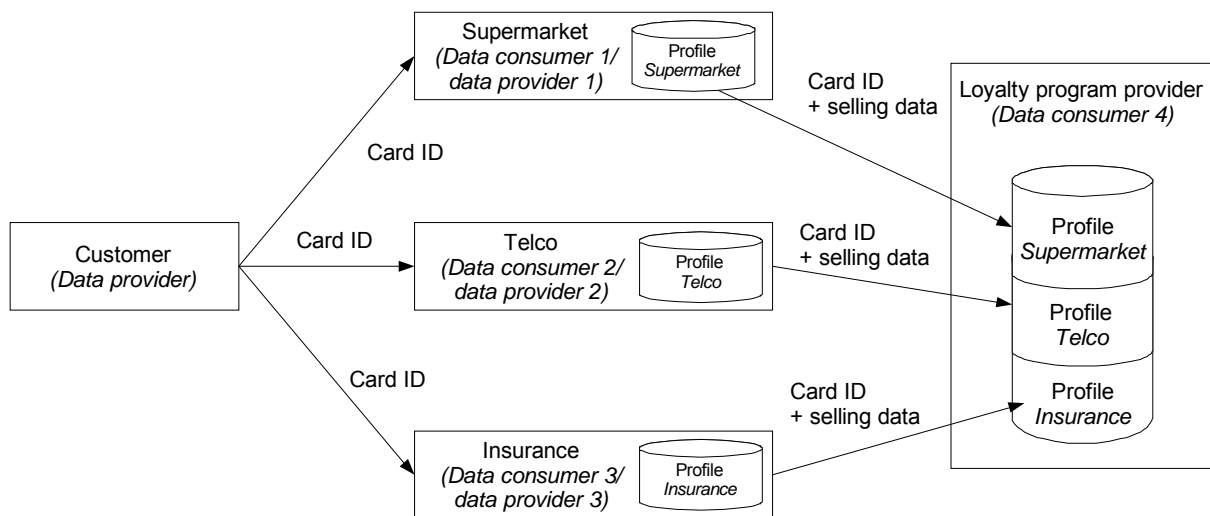 Supermarket
(Data consumer 1/
data provider 1)
Profile
Supermarket
Card ID
+ selling data
Loyalty program provider
(Data consumer 4)
Card ID
Customer
(Data provider)
Card ID
Telco
(Data consumer 2/
data provider 2)
Profile
Telco
Card ID
+ selling data
Profile
Supermarket
Profile
Telco
Card ID
Card ID
+ selling data
Profile
Insurance
Insurance
(Data consumer 3/
data provider 3)
Profile
Insurance